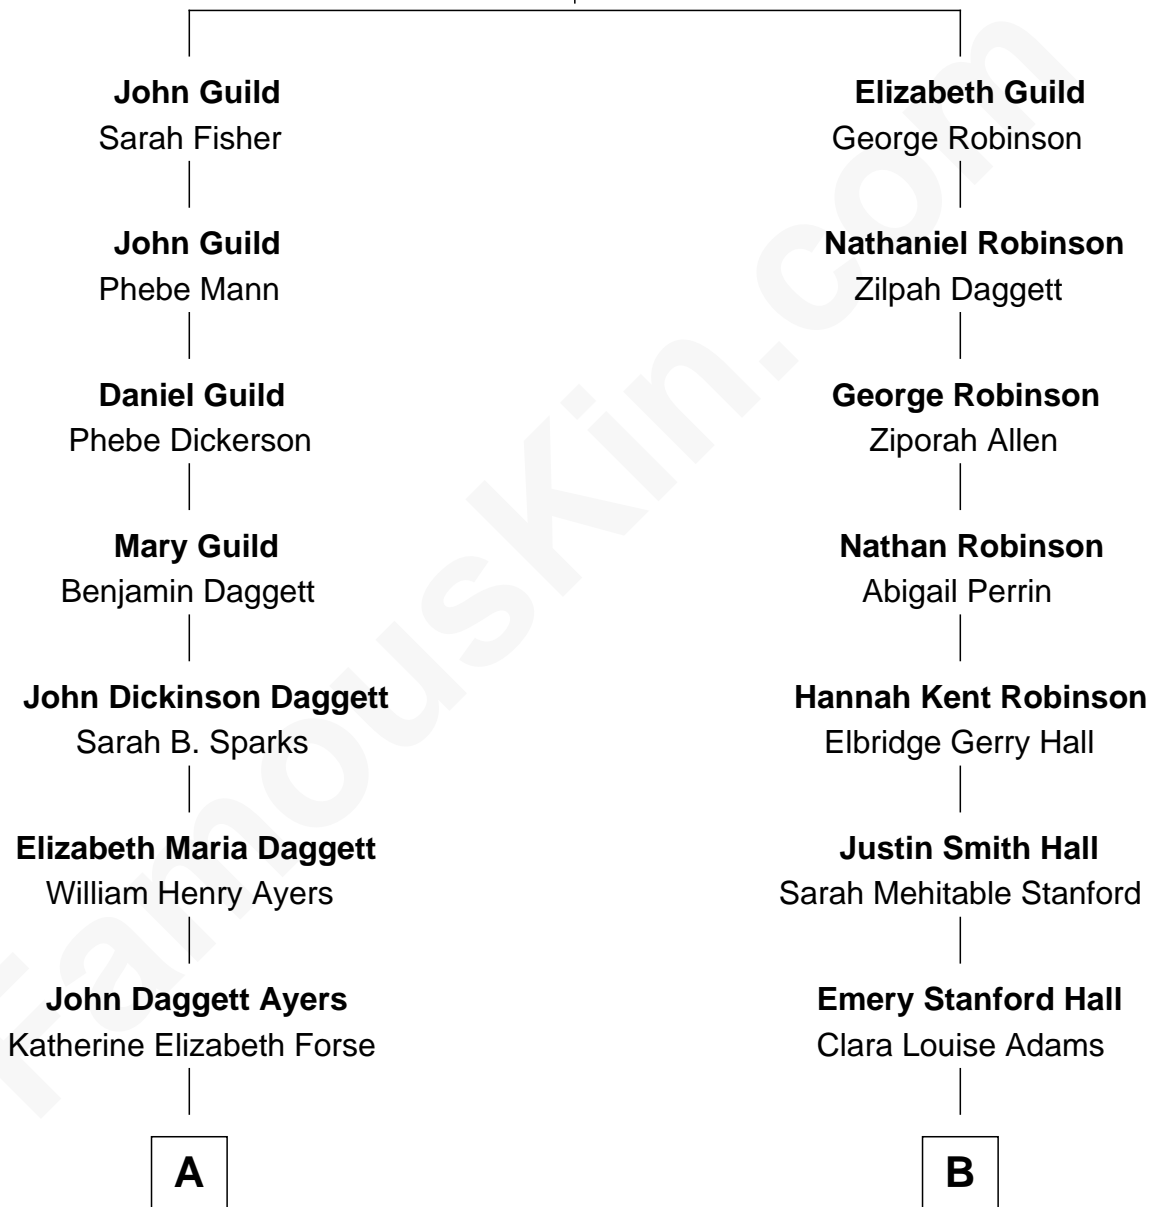 John Guild
Sarah Fisher
John Guild
Phebe Mann
Daniel Guild
Phebe Dickerson
Mary Guild
Benjamin Daggett
John Dickinson Daggett
Sarah B. Sparks
Elizabeth Maria Daggett
William Henry Ayers
John Daggett Ayers
Katherine Elizabeth Forse
A
Elizabeth Guild
George Robinson
Nathaniel Robinson
Zilpah Daggett
George Robinson
Ziporah Allen
Nathan Robinson
Abigail Perrin
Hannah Kent Robinson
Elbridge Gerry Hall
Justin Smith Hall
Sarah Mehitable Stanford
Emery Stanford Hall
Clara Louise Adams
B
FamousKin.com